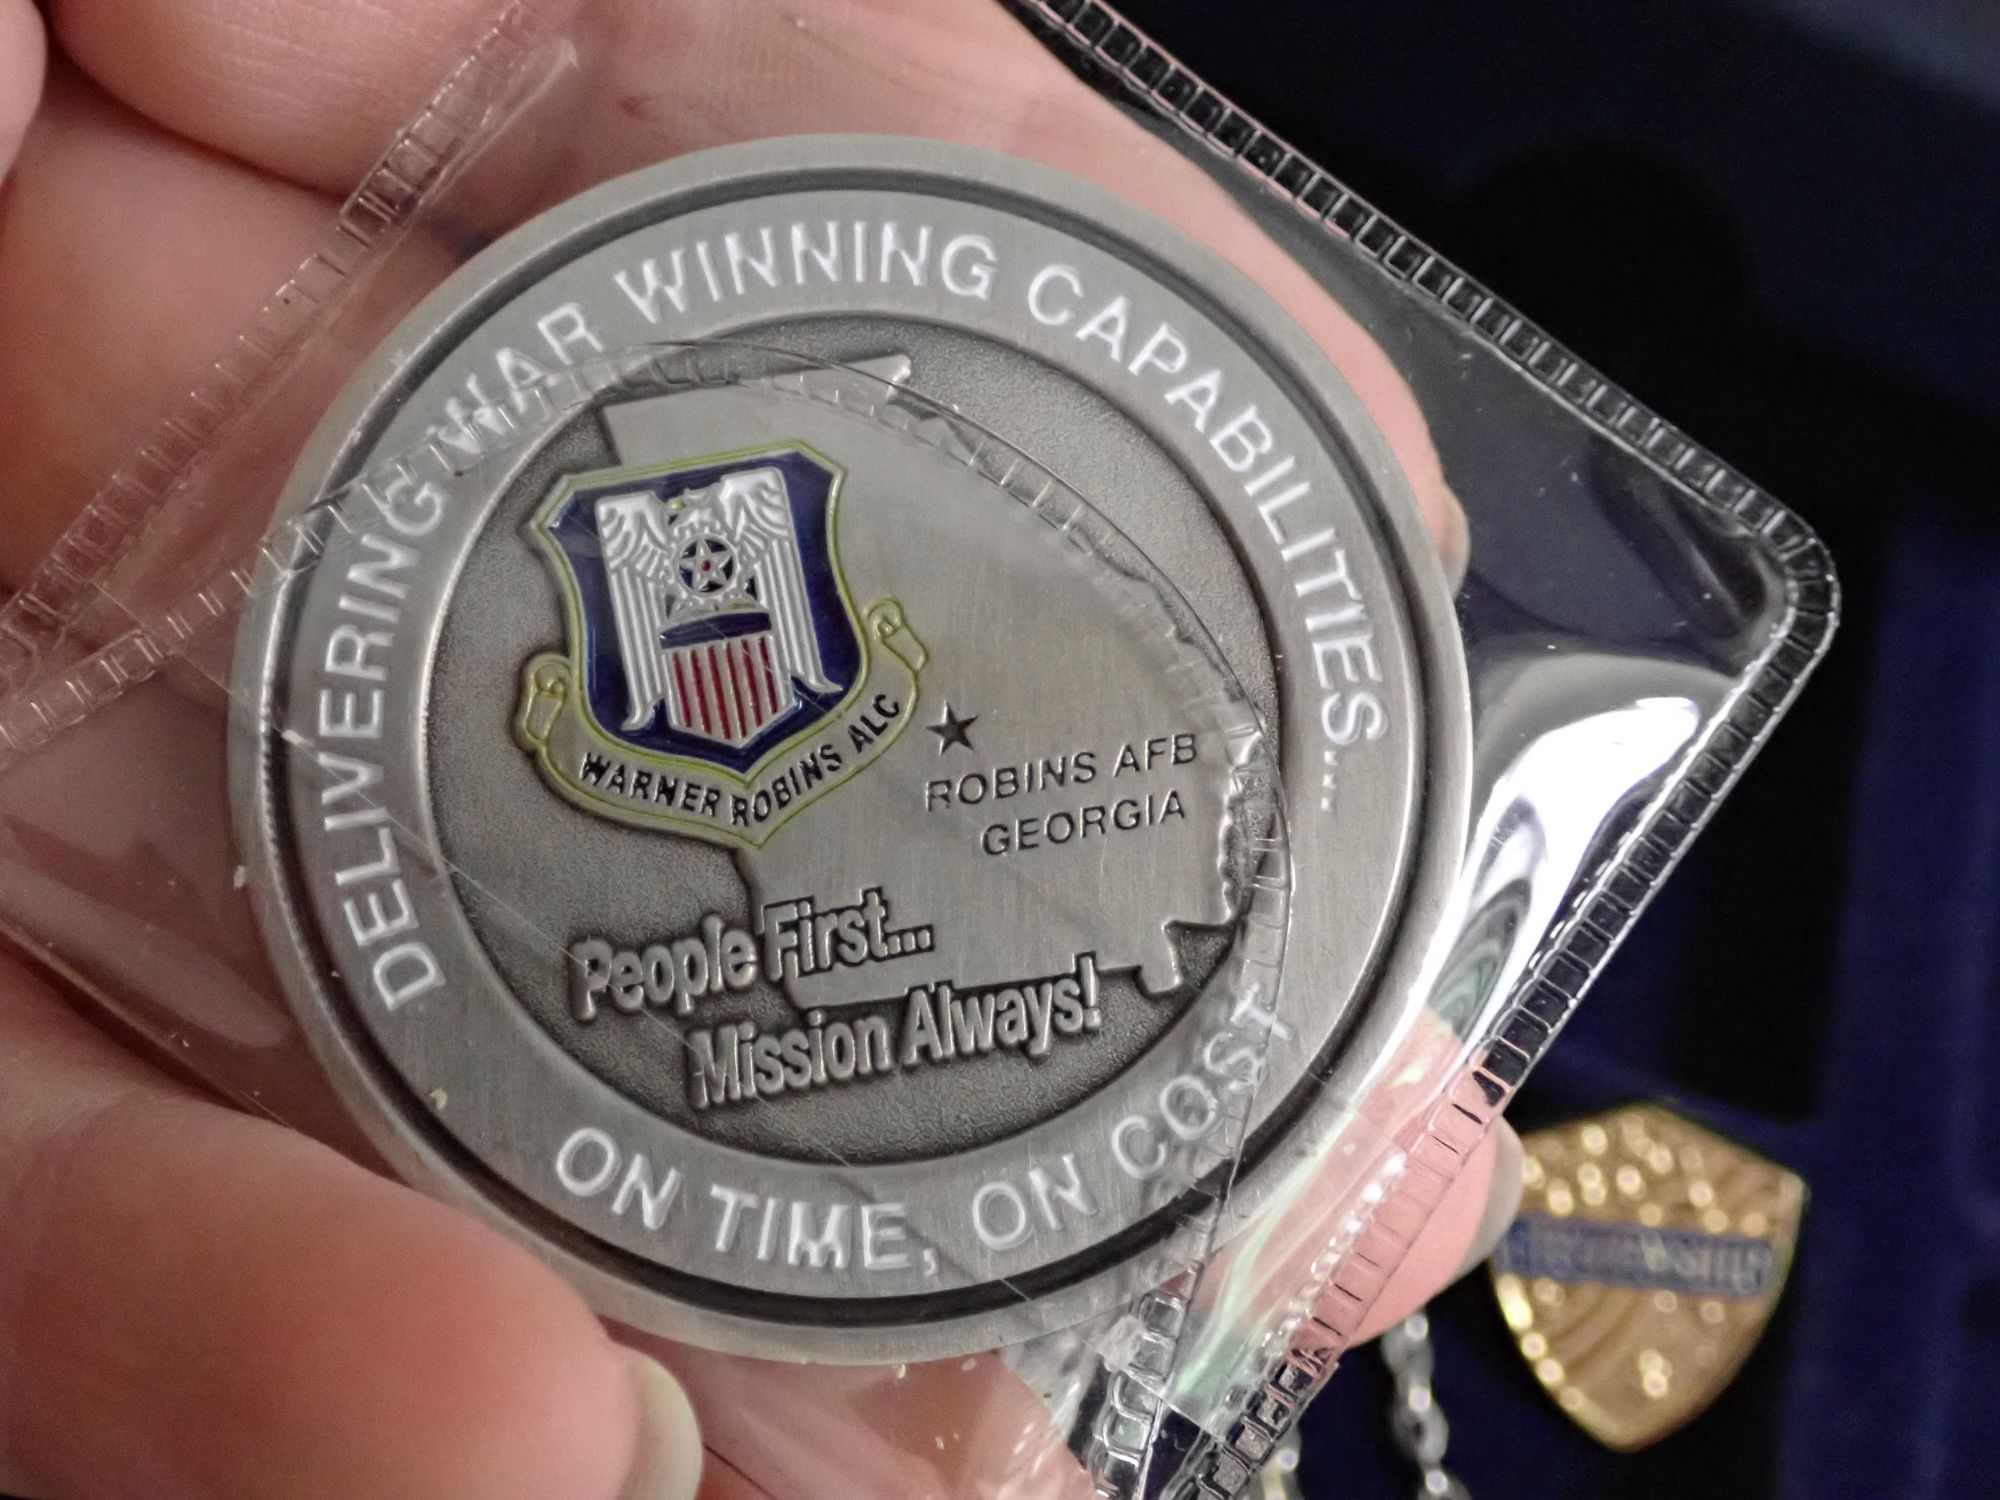 DELIVERING WAR WINNING CAPABILITIES...
WARNER ROBINS ALC
ROBINS AFB
GEORGIA
People First...
Mission Always!
ON TIME, ON COST